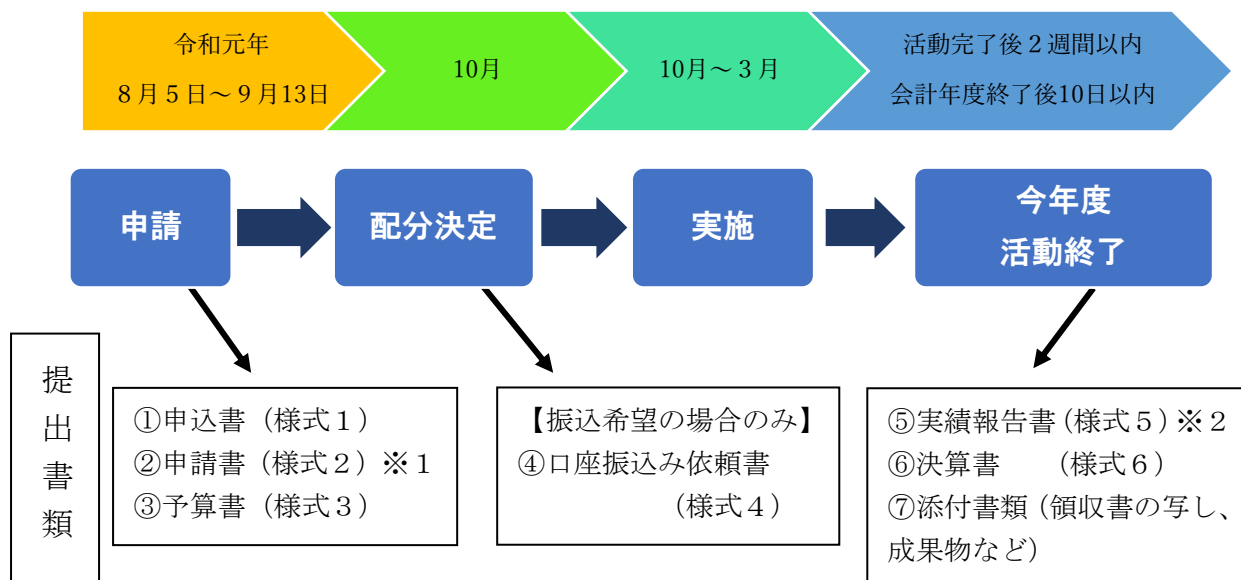 令和元年
８月５日～９月13日
10月
10月～３月
活動完了後２週間以内
会計年度終了後10日以内
申請
配分決定
実施
今年度
活動終了
提出書類
①申込書（様式１）
②申請書（様式２）※１
③予算書（様式３）
【振込希望の場合のみ】
④口座振込み依頼書
（様式４）
⑤実績報告書（様式５）※２
⑥決算書　　（様式６）
⑦添付書類（領収書の写し、
成果物など）